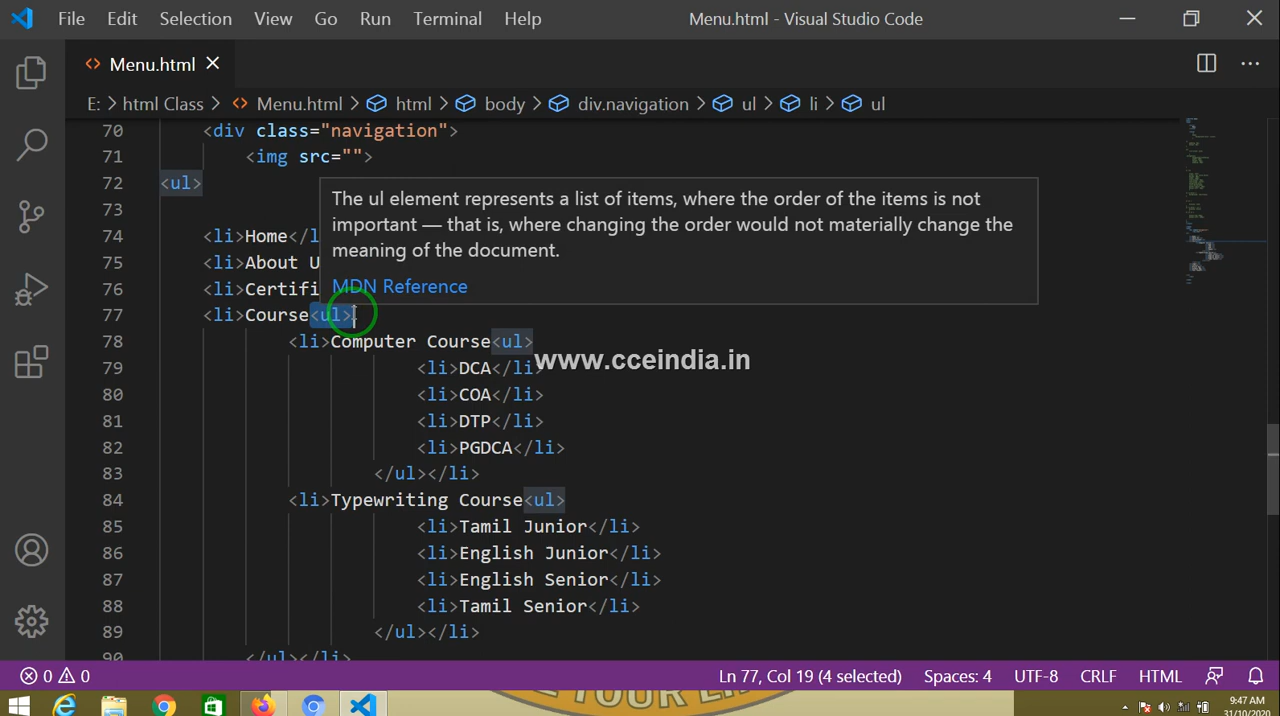 File Edit Selection View Go Run Terminal Help Menu.html - Visual Studio Code
Menu.html
E: > html Class > Menu.html > html > body > div.navigation > ul > li > ul
70 <div class="navigation">
71 <img src="">
72 <ul>
The ul element represents a list of items, where the order of the items is not
important — that is, where changing the order would not materially change the
meaning of the document.
MDN Reference
73
74 <li>Home</l
75 <li>About U
76 <li>Certifi
77 <li>Course<ul>
78 <li>Computer Course<ul>
www.cceindia.in
79 <li>DCA</li>
80 <li>COA</li>
81 <li>DTP</li>
82 <li>PGDCA</li>
83 </ul></li>
84 <li>Typewriting Course<ul>
85 <li>Tamil Junior</li>
86 <li>English Junior</li>
87 <li>English Senior</li>
88 <li>Tamil Senior</li>
89 </ul></li>
90 </ul></li>
0 0 Ln 77, Col 19 (4 selected) Spaces: 4 UTF-8 CRLF HTML
9:47 AM
31/10/2020